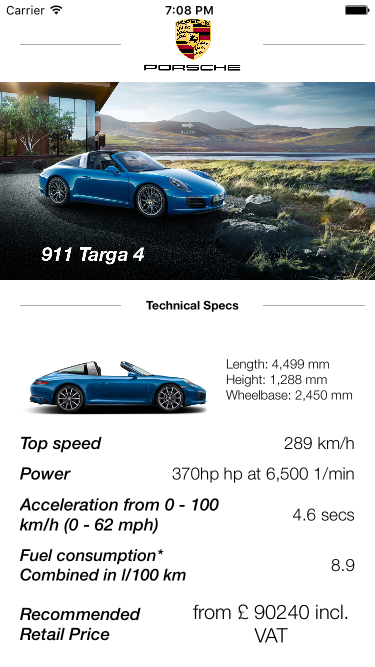 Carrier 7:08 PM
PORSCHE
911 Targa 4
Technical Specs
Length: 4,499 mm
Height: 1,288 mm
Wheelbase: 2,450 mm
Top speed 289 km/h
Power 370hp hp at 6,500 1/min
Acceleration from 0 - 100
km/h (0 - 62 mph) 4.6 secs
Fuel consumption*
Combined in l/100 km 8.9
Recommended from £ 90240 incl.
Retail Price VAT